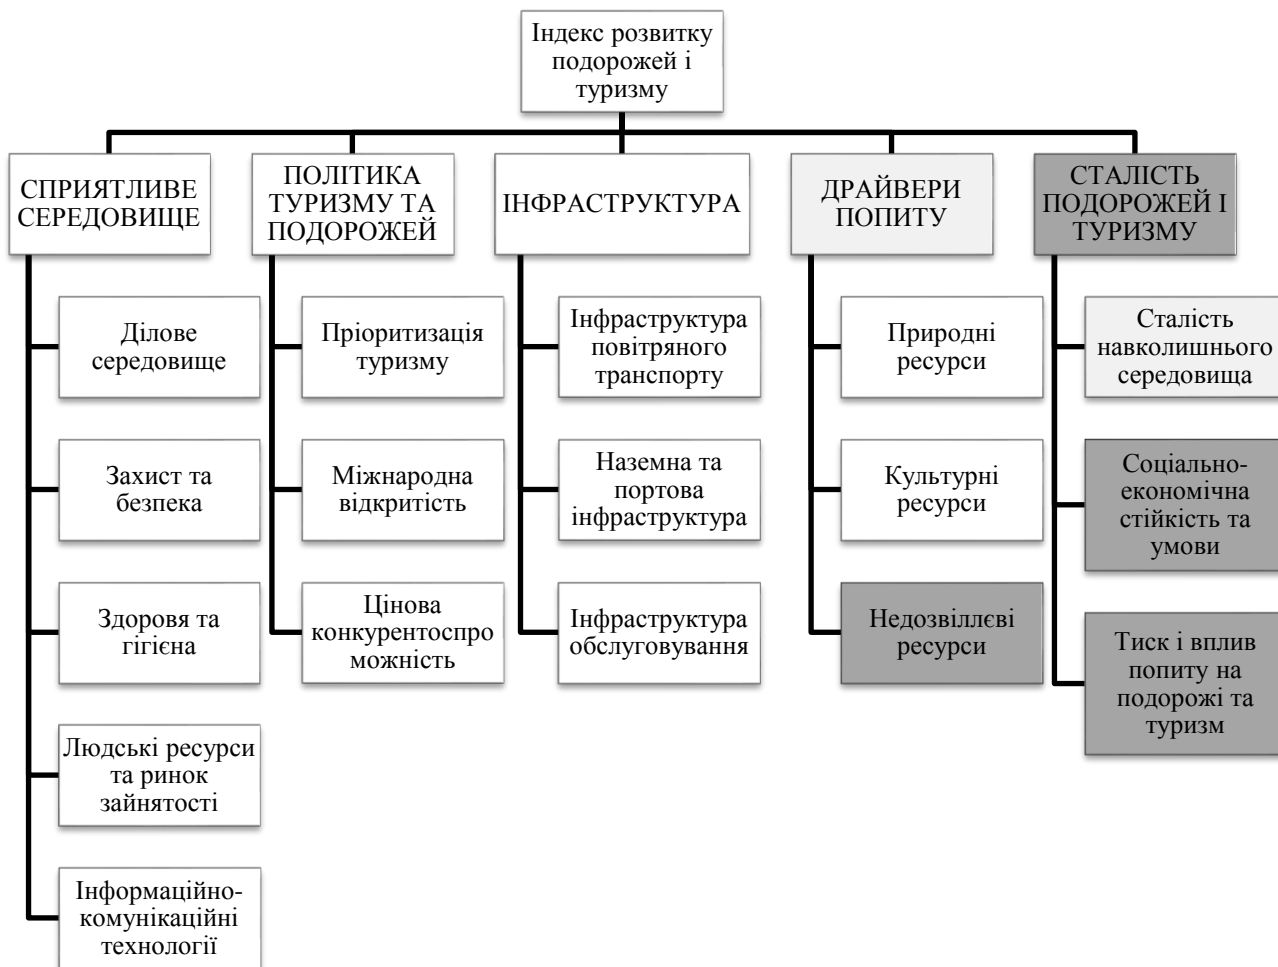 Індекс розвитку
подорожей і
туризму
СПРИЯТЛИВЕ
СЕРЕДОВИЩЕ
Ділове
середовище
Захист та
безпека
Здоровя та
гігієна
Людські ресурси
та ринок
зайнятості
Інформаційно-
комунікаційні
технології
ПОЛІТИКА
ТУРИЗМУ ТА
ПОДОРОЖЕЙ
Пріоритизація
туризму
Міжнародна
відкритість
Цінова
конкурентоспро
можність
ІНФРАСТРУКТУРА
Інфраструктура
повітряного
транспорту
Наземна та
портова
інфраструктура
Інфраструктура
обслуговування
ДРАЙВЕРИ
ПОПИТУ
Природні
ресурси
Культурні
ресурси
Недозвіллєві
ресурси
СТАЛІСТЬ
ПОДОРОЖЕЙ І
ТУРИЗМУ
Сталість
навколишнього
середовища
Соціально-
економічна
стійкість та
умови
Тиск і вплив
попиту на
подорожі та
туризм